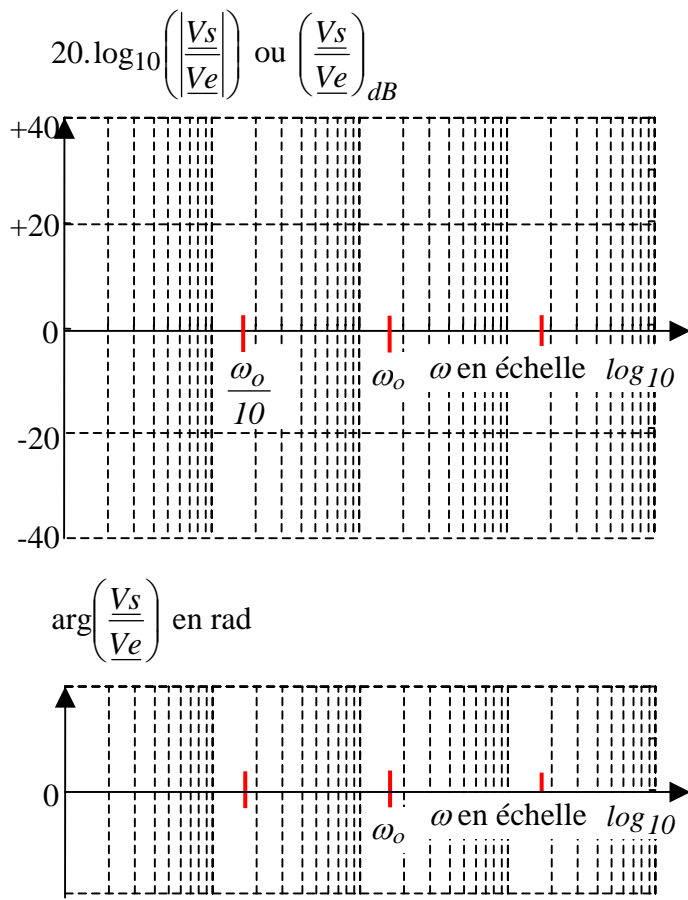 20.log10(|Vs/Ve|) ou (Vs/Ve)dB
+40
+20
0
ωo/10 ωo ω en échelle log10
-20
-40
arg(Vs/Ve) en rad
0
ωo ω en échelle log10